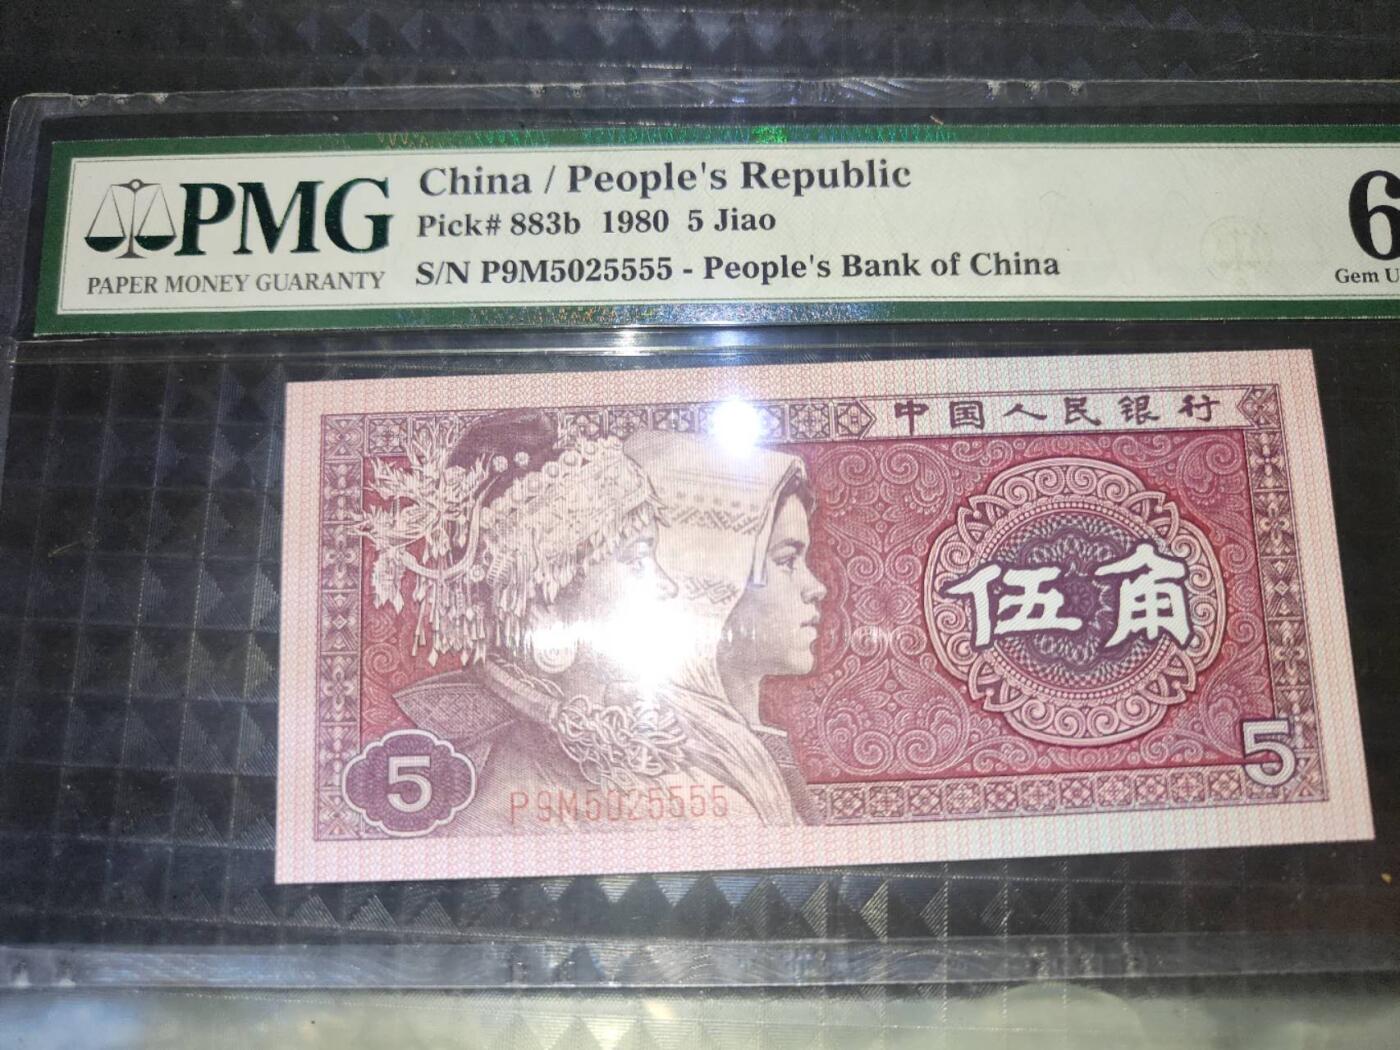 PMG
PAPER MONEY GUARANTY
China / People's Republic
Pick# 883b 1980 5 Jiao
S/N P9M5025555 - People's Bank of China
6
Gem U
中国人民银行
伍角
5
5
P9M5025555